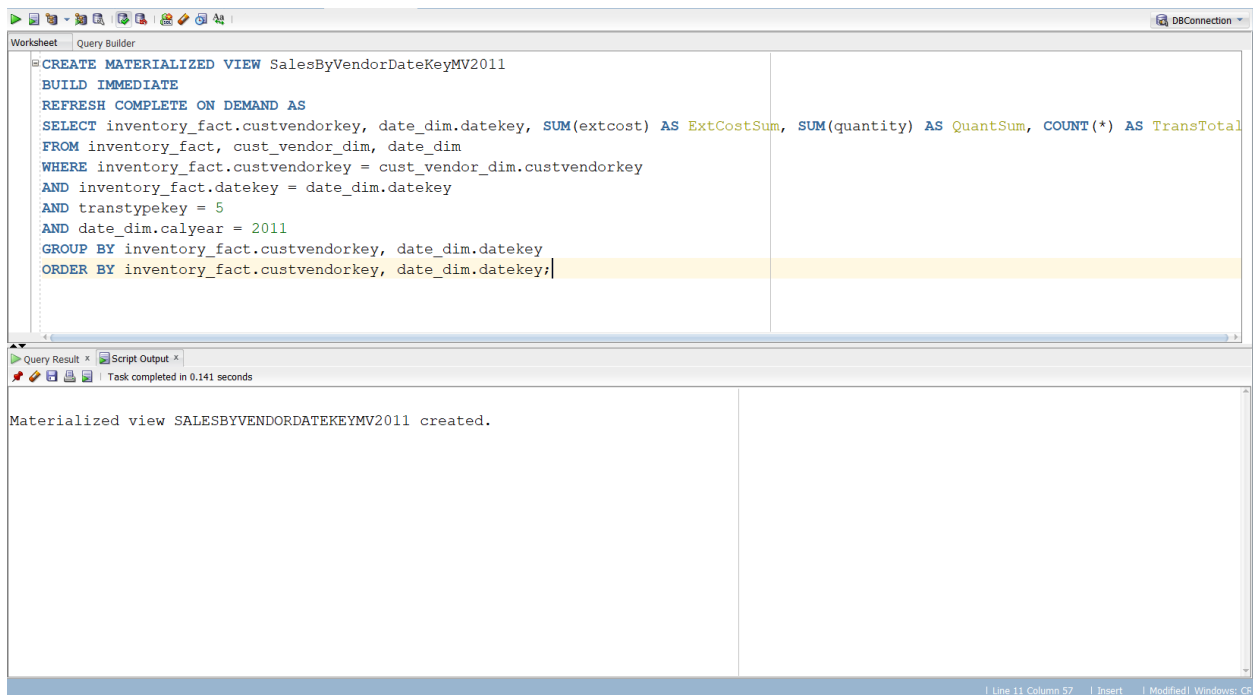 DBConnection
Worksheet Query Builder
CREATE MATERIALIZED VIEW SalesByVendorDateKeyMV2011
BUILD IMMEDIATE
REFRESH COMPLETE ON DEMAND AS
SELECT inventory_fact.custvendorkey, date_dim.datekey, SUM(extcost) AS ExtCostSum, SUM(quantity) AS QuantSum, COUNT(*) AS TransTotal
FROM inventory_fact, cust_vendor_dim, date_dim
WHERE inventory_fact.custvendorkey = cust_vendor_dim.custvendorkey
AND inventory_fact.datekey = date_dim.datekey
AND transtypekey = 5
AND date_dim.calyear = 2011
GROUP BY inventory_fact.custvendorkey, date_dim.datekey
ORDER BY inventory_fact.custvendorkey, date_dim.datekey;
Query Result x Script Output x
Task completed in 0.141 seconds
Materialized view SALESBYVENDORDATEKEYMV2011 created.
| Line 11 Column 57 | Insert | Modified| Windows: